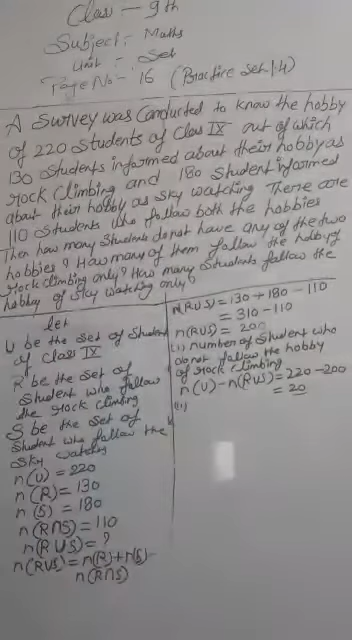 Class - 9th
Subject:- Maths
Unit :- Set
Page No- 16 (Practice Set 1.4)
A Survey was Conducted to know the hobby
of 220 Students of Class IX out of which
130 Students informed about their hobby as
rock Climbing and 180 Student informed
about their hobby as sky watching There are
110 Students who follow both the hobbies
Then how many Students do not have any of the two
hobbies? How many of them follow the hobby of
rock climbing only? How many Students follow the
hobby of sky watching only
let
U be the Set of Student
of Class IX
R be the Set of
Student who follow
the rock climbing
S be the Set of
Student who follow the
Sky watching
n(U) = 220
n(R) = 130
n(S) = 180
n(R∩S) = 110
n(R∪S) = ?
n(R∪S) = n(R)+n(S)-
n(R∩S)
n(R∪S) = 130 + 180 - 110
= 310 - 110
n(R∪S) = 200
(i) number of Student who
do not follow the hobby
of rock climbing
n(U) - n(R∪S) = 220 - 200
= 20
(ii)